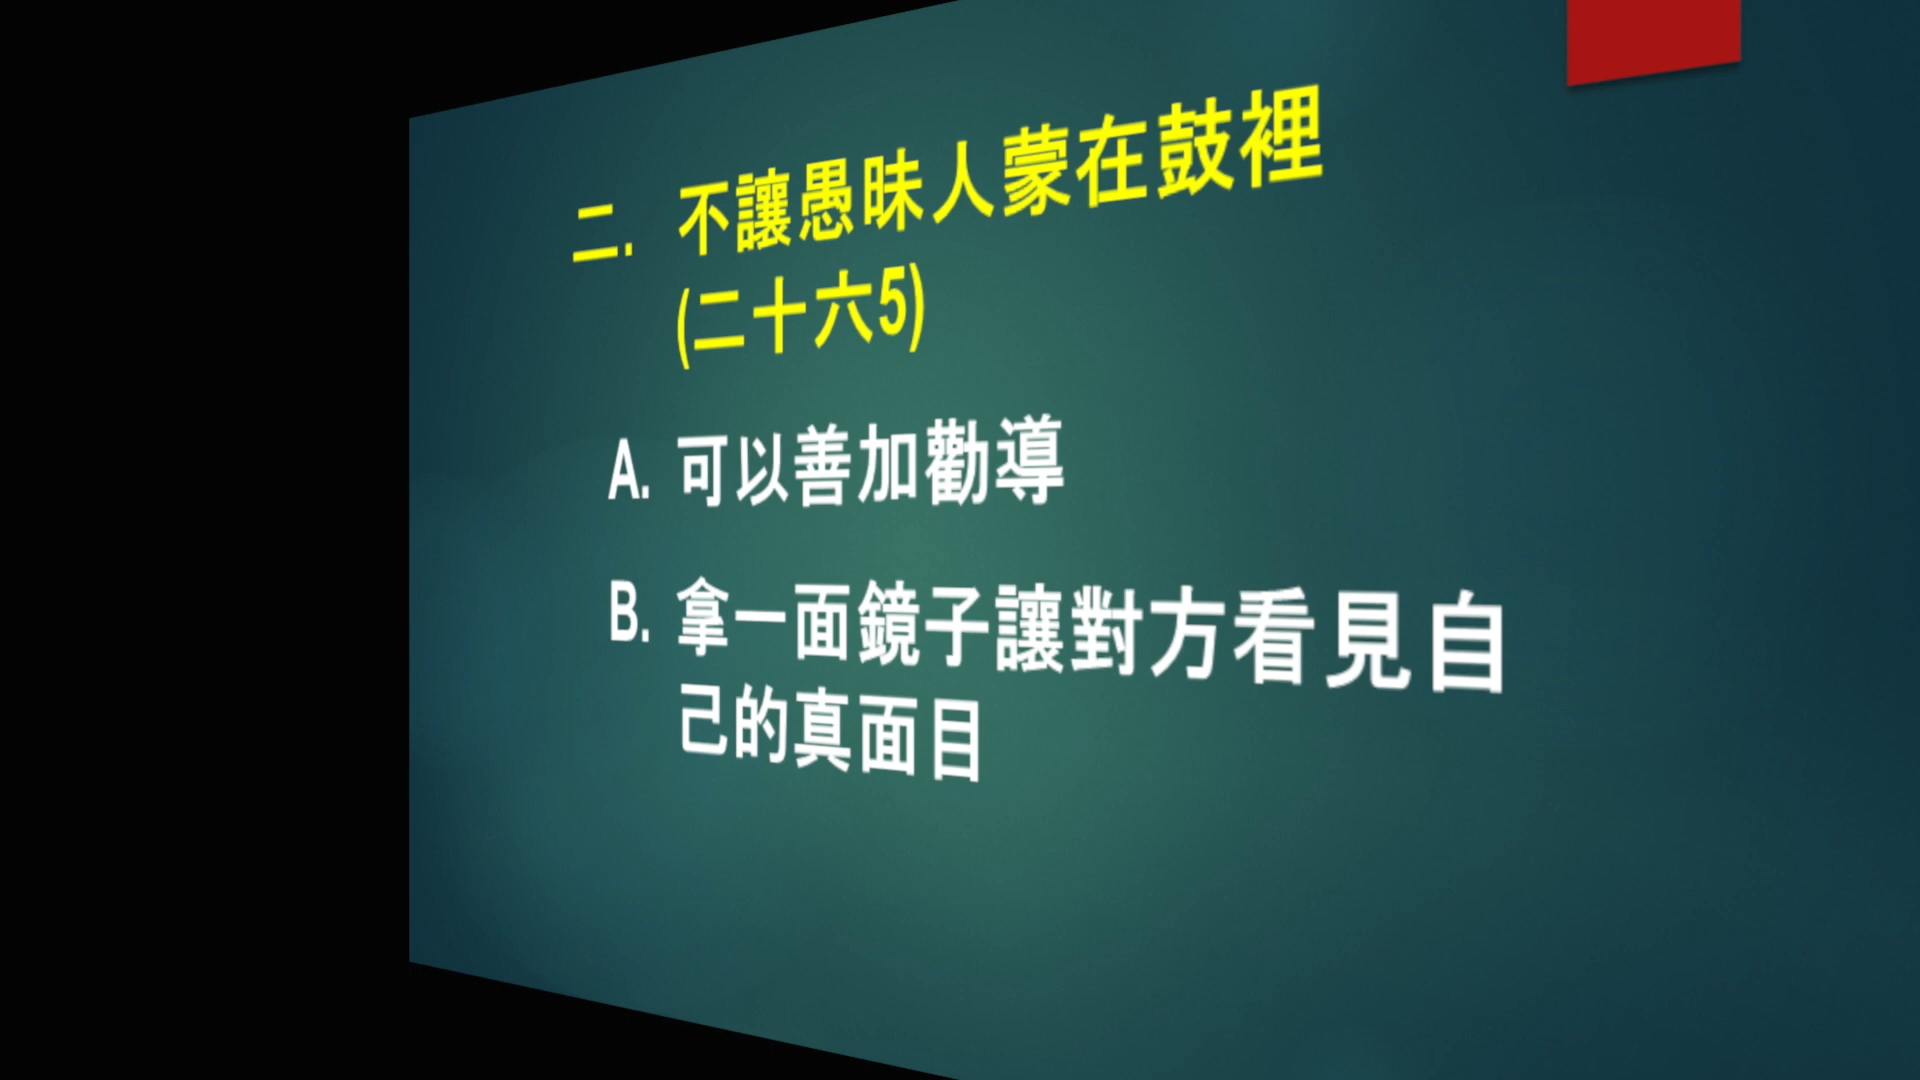 二. 不讓愚昧人蒙在鼓裡
(二十六5)
A. 可以善加勸導
B. 拿一面鏡子讓對方看見自
己的真面目